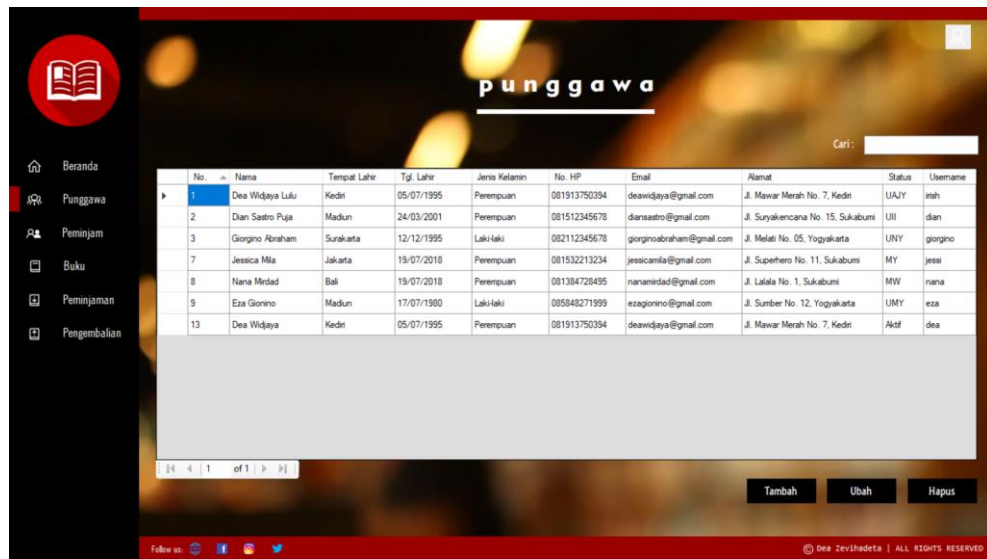 punggawa
Cari :
Beranda
Punggawa
Peminjam
Buku
Peminjaman
Pengembalian
No. Nama Tempat Lahir Tgl. Lahir Jenis Kelamin No. HP Email Alamat Status Username
1 Dea Widjaya Lulu Kediri 05/07/1995 Perempuan 081913750394 deawidjaya@gmail.com Jl. Mawar Merah No. 7, Kediri UAJY irish
2 Dian Sastro Puja Madiun 24/03/2001 Perempuan 081512345678 diansastro@gmail.com Jl. Suryakencana No. 15, Sukabumi UII dian
3 Giorgino Abraham Surakarta 12/12/1995 Laki-laki 082112345678 giorginoabraham@gmail.com Jl. Melati No. 05, Yogyakarta UNY giorgino
7 Jessica Mila Jakarta 19/07/2018 Perempuan 081532213234 jessicamila@gmail.com Jl. Superhero No. 11, Sukabumi MY jessi
8 Nana Mirdad Bali 19/07/2018 Perempuan 081384728495 nanamirdad@gmail.com Jl. Lalala No. 1, Sukabumi MW nana
9 Eza Gionino Madiun 17/07/1980 Laki-laki 085848271999 ezagionino@gmail.com Jl. Sumber No. 12, Yogyakarta UMY eza
13 Dea Widjaya Kediri 05/07/1995 Perempuan 081913750394 deawidjaya@gmail.com Jl. Mawar Merah No. 7, Kediri Aktif dea
1 of 1
Tambah Ubah Hapus
Follow us: © Dea Zevihadeta | ALL RIGHTS RESERVED